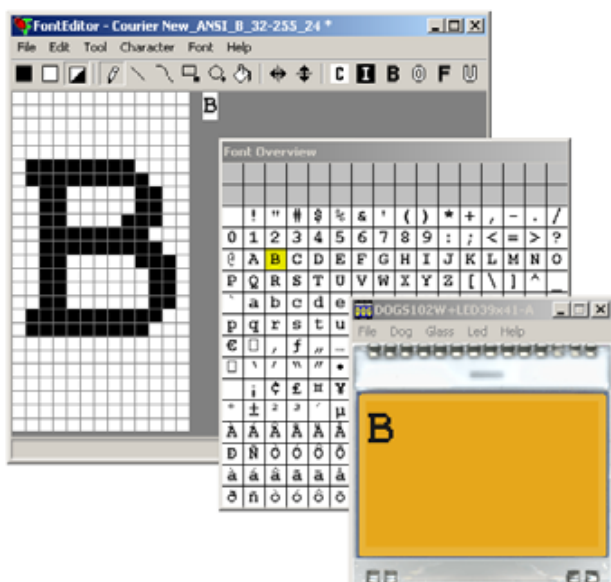 FontEditor - Courier New_ANSI_B_32-255_24 *
File Edit Tool Character Font Help
C I B O F U
B
B
Font Overview
! " # $ % & ' ( ) * + , - . /
0 1 2 3 4 5 6 7 8 9 : ; < = > ?
@ A B C D E F G H I J K L M N O
P Q R S T U V W X Y Z [ \ ] ^ _
` a b c d e
p q r s t u
€ , ƒ „ …
‘ ’ “ ” •
¡ ¢ £ ¤ ¥
° ± ² ³ ´ µ
À Á Â Ã Ä Å
Ð Ñ Ò Ó Ô Õ
à á â ã ä å
ð ñ ò ó ô õ
DOGS102W+LED39x41-A
File Dog Glass Led Help
B